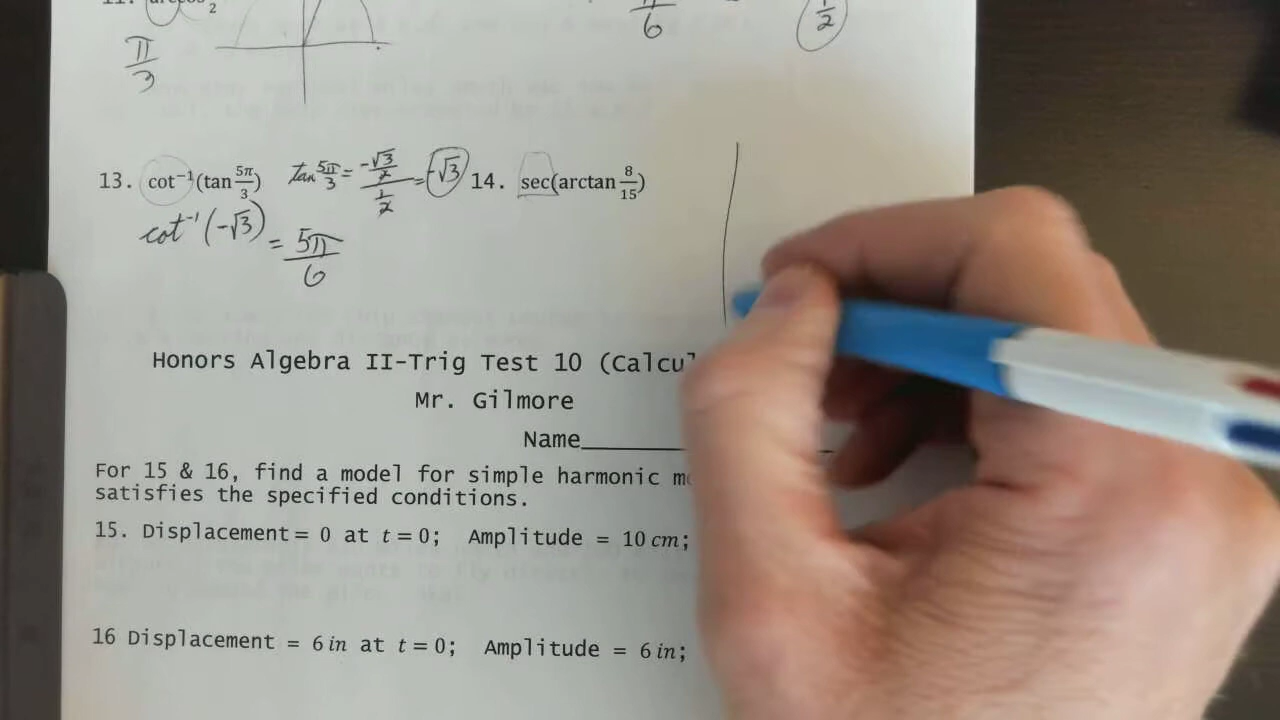 π/3
π/6
1/2
13. cot⁻¹(tan 5π/3) tan 5π/3 = (-√3/2)/(1/2) = -√3 14. sec(arctan 8/15)
cot⁻¹(-√3) = 5π/6
Honors Algebra II-Trig Test 10
Mr. Gilmore
Name
For 15 & 16, find a model for simple harmonic
satisfies the specified conditions.
15. Displacement = 0 at t = 0; Amplitude = 10 cm;
16 Displacement = 6 in at t = 0; Amplitude = 6 in;